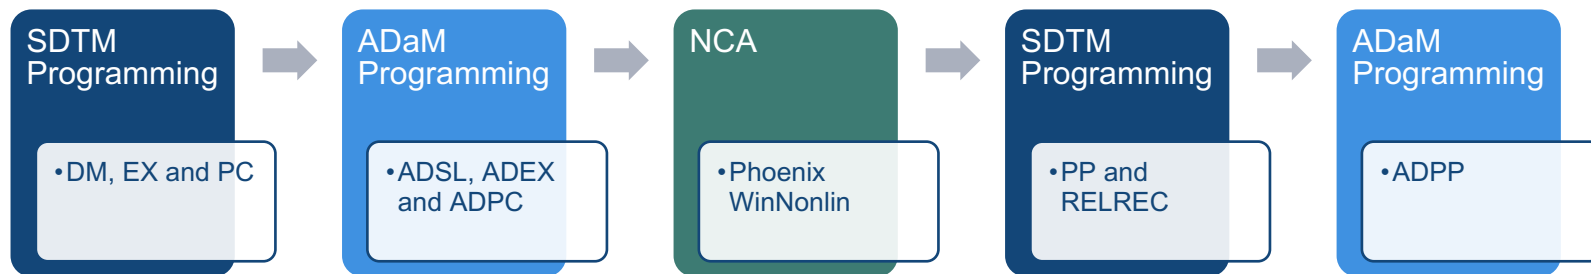 SDTM
Programming
•DM, EX and PC
ADaM
Programming
•ADSL, ADEX
and ADPC
NCA
•Phoenix
WinNonlin
SDTM
Programming
•PP and
RELREC
ADaM
Programming
•ADPP